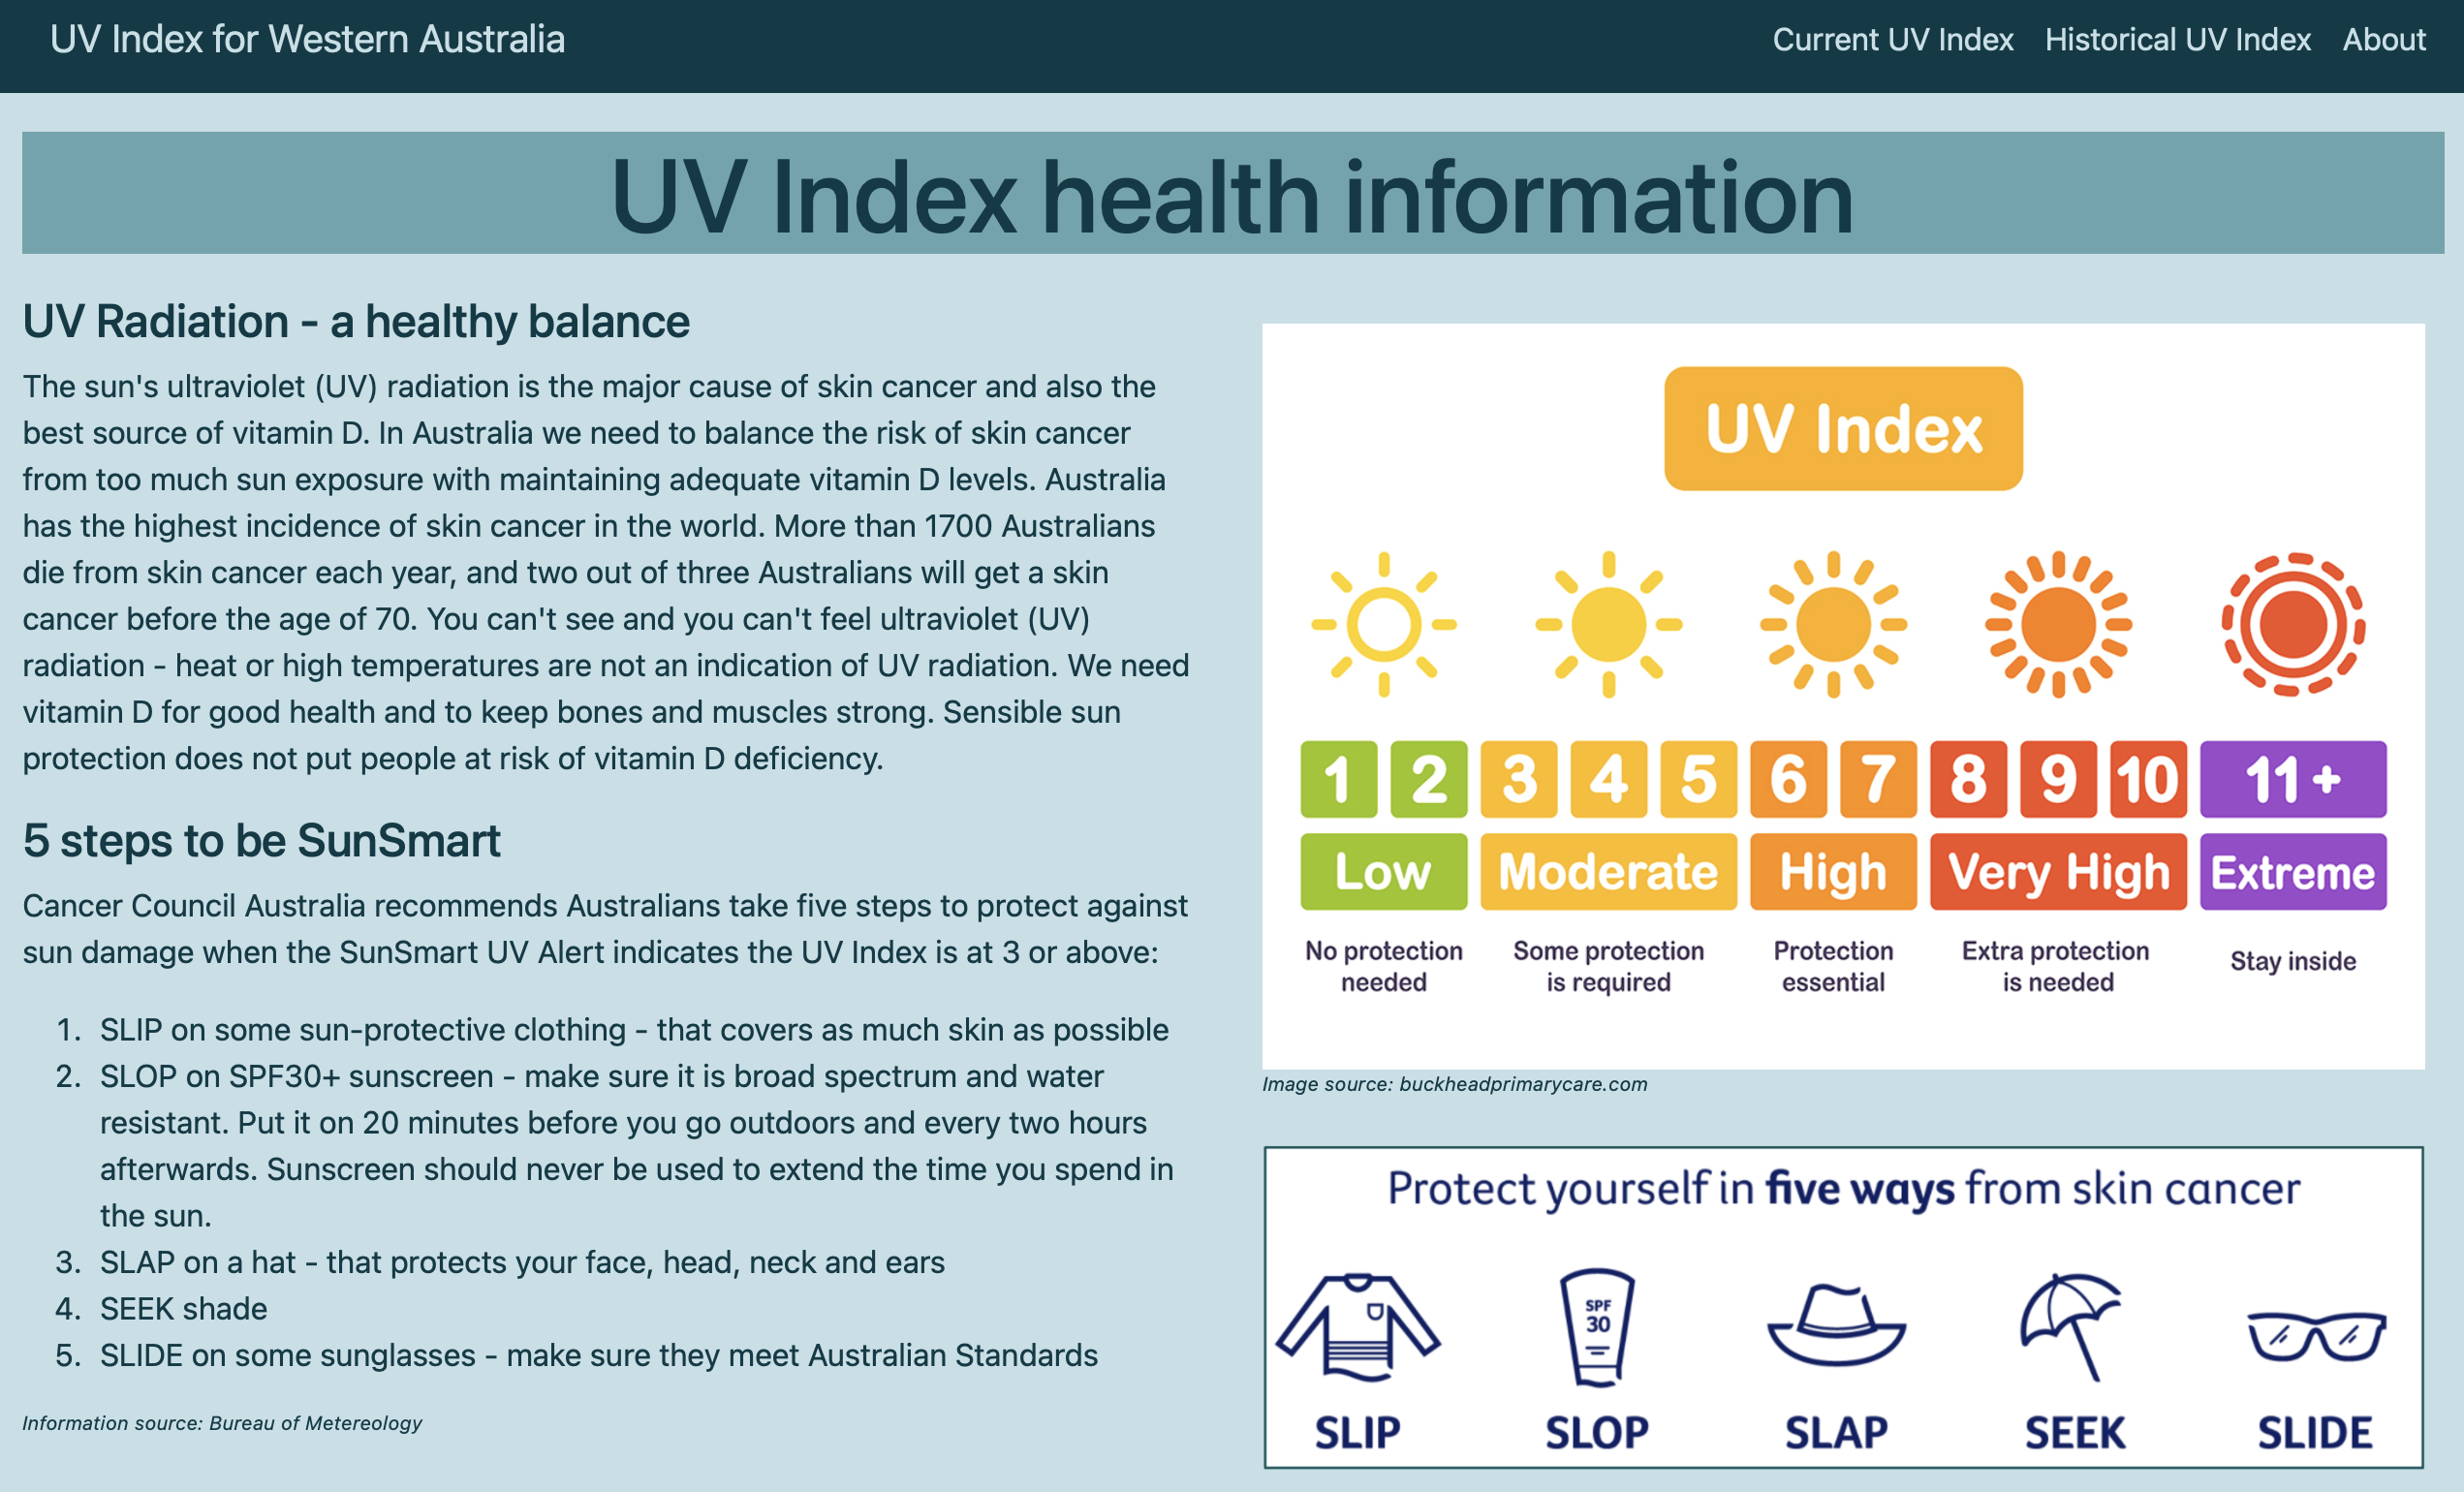 UV Index for Western Australia
Current UV Index
Historical UV Index
About
UV Index health information
UV Radiation - a healthy balance
The sun's ultraviolet (UV) radiation is the major cause of skin cancer and also the
best source of vitamin D. In Australia we need to balance the risk of skin cancer
from too much sun exposure with maintaining adequate vitamin D levels. Australia
has the highest incidence of skin cancer in the world. More than 1700 Australians
die from skin cancer each year, and two out of three Australians will get a skin
cancer before the age of 70. You can't see and you can't feel ultraviolet (UV)
radiation - heat or high temperatures are not an indication of UV radiation. We need
vitamin D for good health and to keep bones and muscles strong. Sensible sun
protection does not put people at risk of vitamin D deficiency.
5 steps to be SunSmart
Cancer Council Australia recommends Australians take five steps to protect against
sun damage when the SunSmart UV Alert indicates the UV Index is at 3 or above:
1. SLIP on some sun-protective clothing - that covers as much skin as possible
2. SLOP on SPF30+ sunscreen - make sure it is broad spectrum and water
resistant. Put it on 20 minutes before you go outdoors and every two hours
afterwards. Sunscreen should never be used to extend the time you spend in
the sun.
3. SLAP on a hat - that protects your face, head, neck and ears
4. SEEK shade
5. SLIDE on some sunglasses - make sure they meet Australian Standards
Information source: Bureau of Metereology
UV Index
1 2 3 4 5 6 7 8 9 10 11+
Low Moderate High Very High Extreme
No protection
needed
Some protection
is required
Protection
essential
Extra protection
is needed
Stay inside
Image source: buckheadprimarycare.com
Protect yourself in five ways from skin cancer
SPF
30
SLIP SLOP SLAP SEEK SLIDE